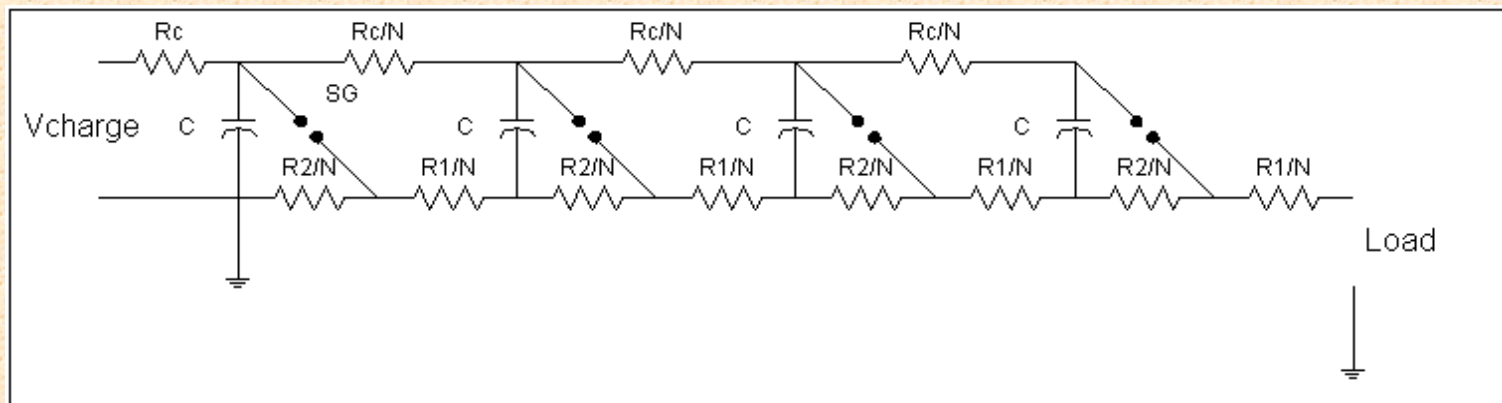 Rc Rc/N Rc/N Rc/N
SG
Vcharge C C C C
R2/N R1/N R2/N R1/N R2/N R1/N R2/N R1/N
Load